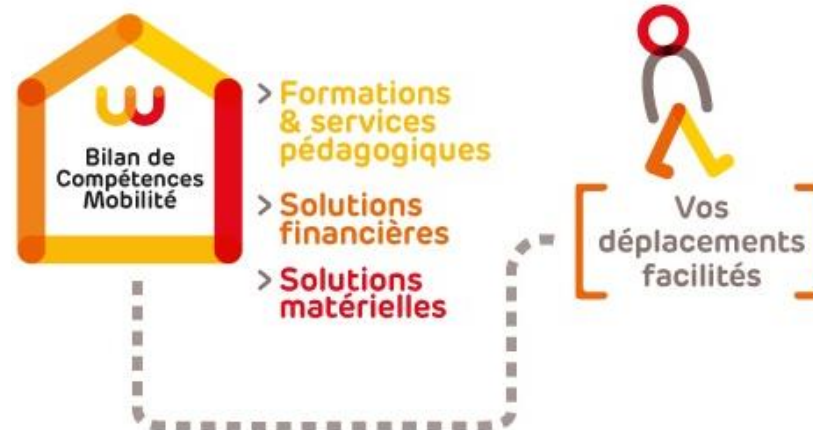 Bilan de
Compétences
Mobilité
> Formations
& services
pédagogiques
> Solutions
financières
> Solutions
matérielles
Vos
déplacements
facilités